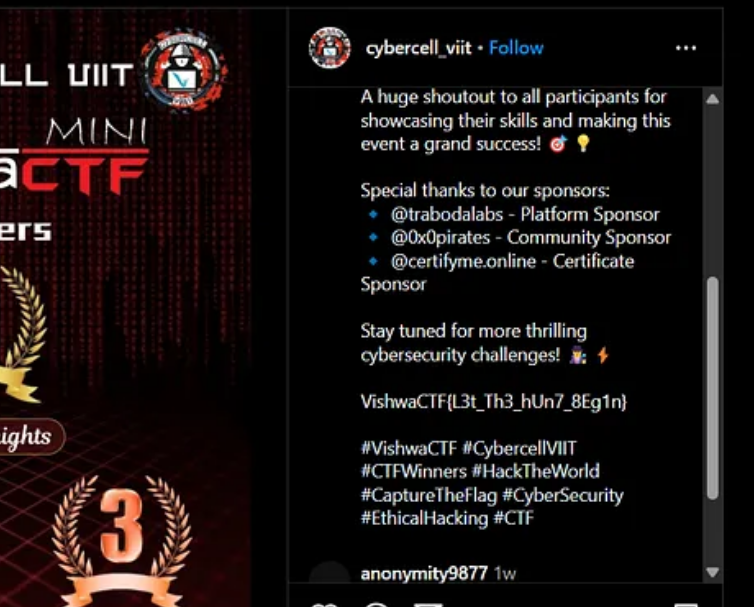 LL VIIT
MINI
aCTF
ers
ights
3
cybercell_viit • Follow
A huge shoutout to all participants for
showcasing their skills and making this
event a grand success! 🎯 💡
Special thanks to our sponsors:
🔹 @trabodalabs - Platform Sponsor
🔹 @0x0pirates - Community Sponsor
🔹 @certifyme.online - Certificate
Sponsor
Stay tuned for more thrilling
cybersecurity challenges! 🕵️‍♂️ ⚡
VishwaCTF{L3t_Th3_hUn7_8Eg1n}
#VishwaCTF #CybercellVIIT
#CTFWinners #HackTheWorld
#CaptureTheFlag #CyberSecurity
#EthicalHacking #CTF
anonymity9877 1w